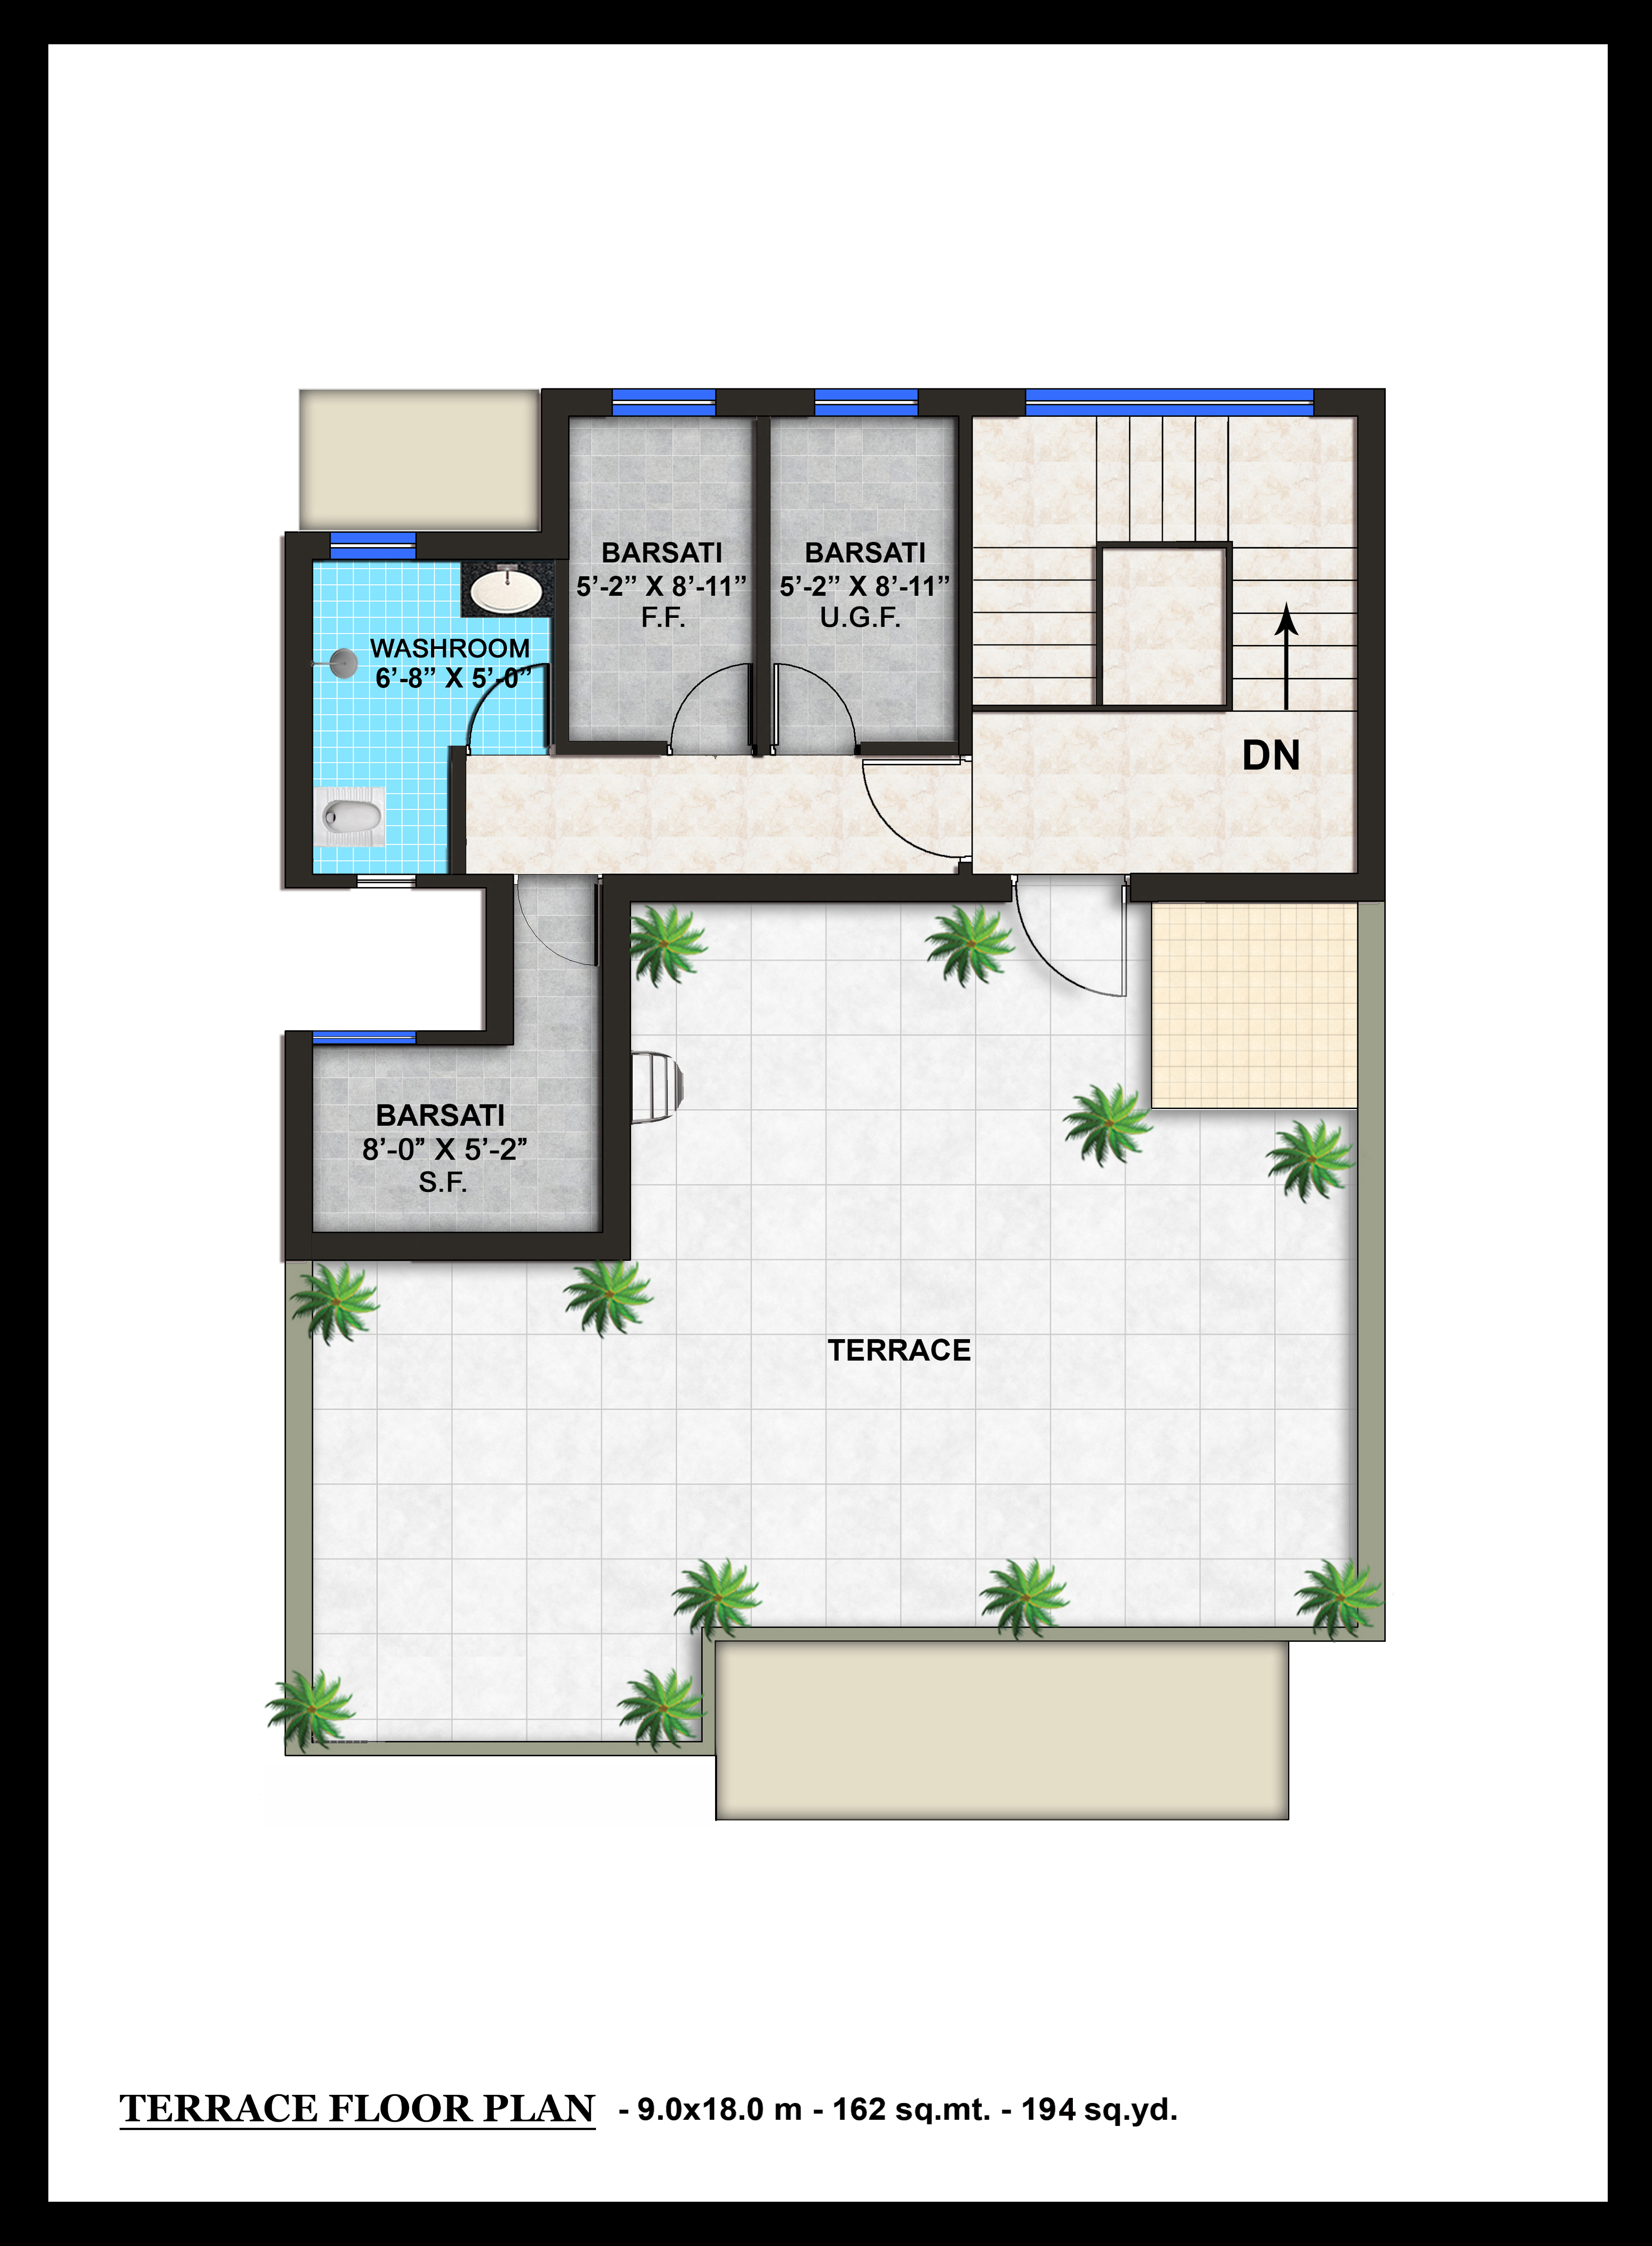 BARSATI
5’-2” X 8’-11”
F.F.
BARSATI
5’-2” X 8’-11”
U.G.F.
WASHROOM
6’-8” X 5’-0”
DN
BARSATI
8’-0” X 5’-2”
S.F.
TERRACE
TERRACE FLOOR PLAN - 9.0x18.0 m - 162 sq.mt. - 194 sq.yd.